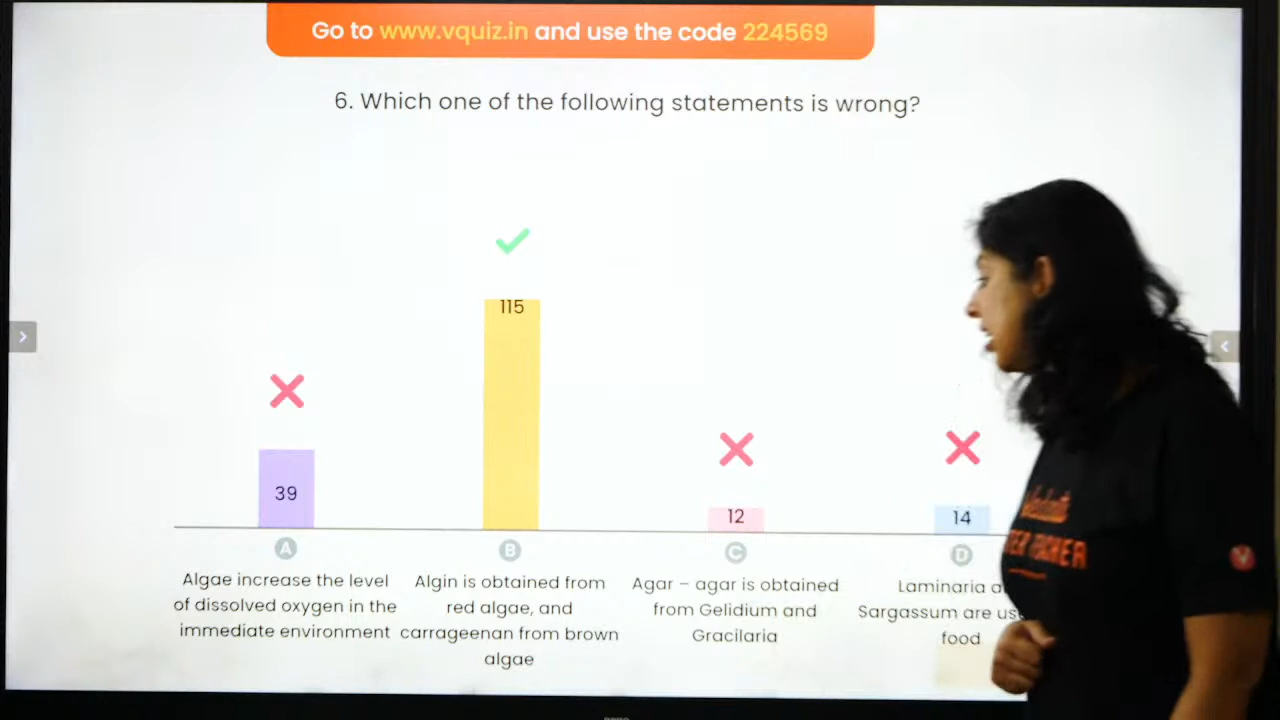 Go to www.vquiz.in and use the code 224569
6. Which one of the following statements is wrong?
115
39
12
14
A
B
C
D
Algae increase the level
of dissolved oxygen in the
immediate environment
Algin is obtained from
red algae, and
carrageenan from brown
algae
Agar – agar is obtained
from Gelidium and
Gracilaria
Laminaria
Sargassum are
food